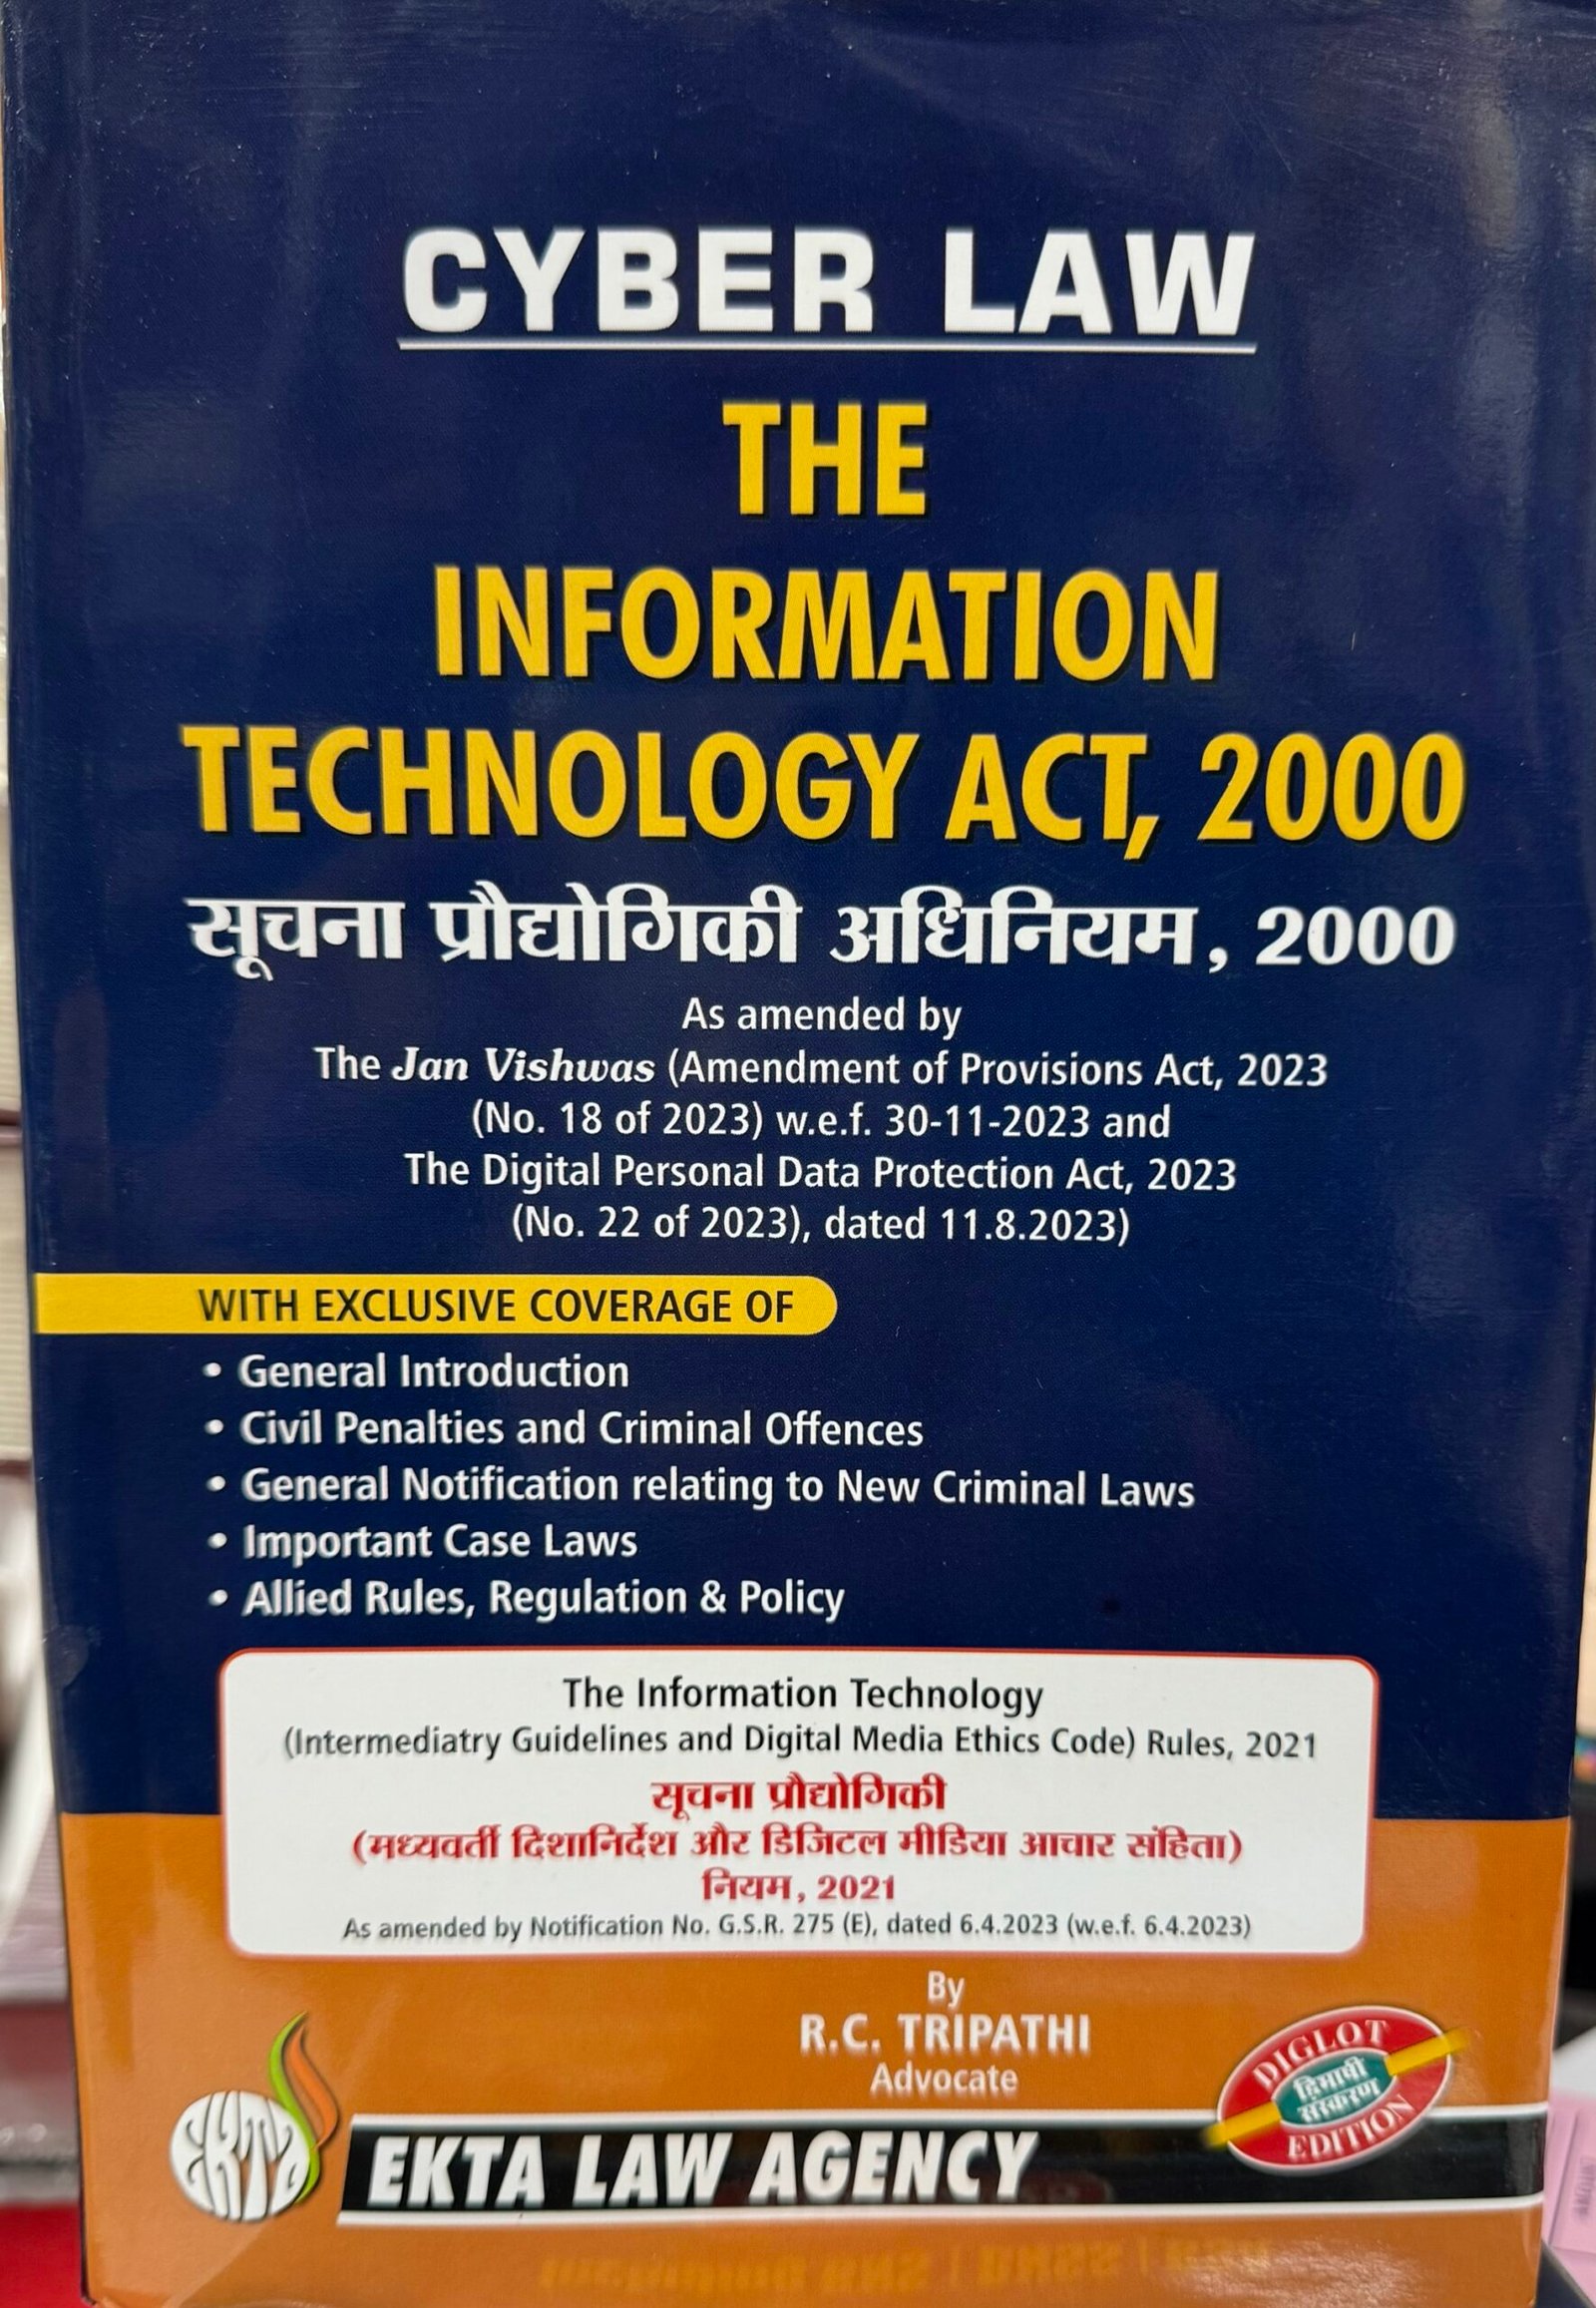 CYBER LAW
THE
INFORMATION
TECHNOLOGY ACT, 2000
सूचना प्रौद्योगिकी अधिनियम, 2000
As amended by
The Jan Vishwas (Amendment of Provisions Act, 2023
(No. 18 of 2023) w.e.f. 30-11-2023 and
The Digital Personal Data Protection Act, 2023
(No. 22 of 2023), dated 11.8.2023)
WITH EXCLUSIVE COVERAGE OF
• General Introduction
• Civil Penalties and Criminal Offences
• General Notification relating to New Criminal Laws
• Important Case Laws
• Allied Rules, Regulation & Policy
The Information Technology
(Intermediatry Guidelines and Digital Media Ethics Code) Rules, 2021
सूचना प्रौद्योगिकी
(मध्यवर्ती दिशानिर्देश और डिजिटल मीडिया आचार संहिता)
नियम, 2021
As amended by Notification No. G.S.R. 275 (E), dated 6.4.2023 (w.e.f. 6.4.2023)
By
R.C. TRIPATHI
Advocate
DIGLOT
द्विभाषी
संस्करण
EDITION
EKTA
EKTA LAW AGENCY